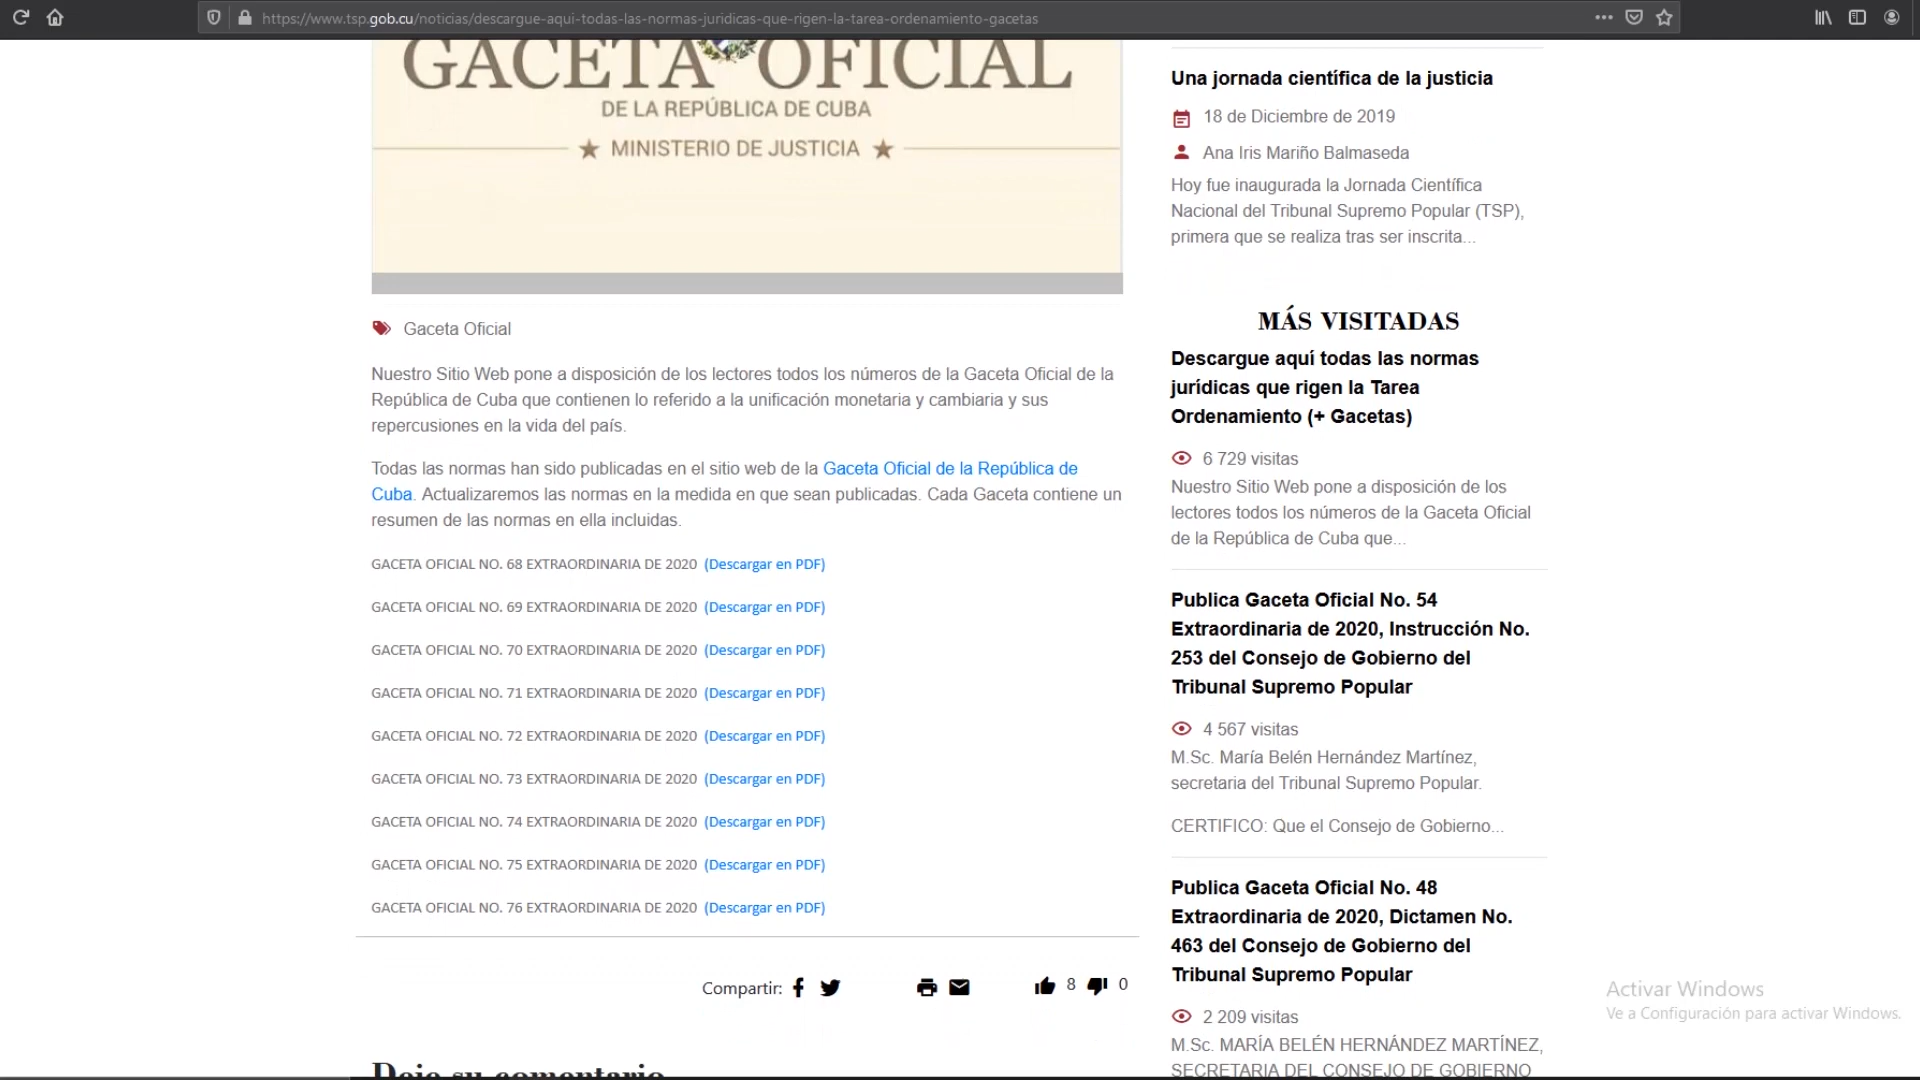 https://www.tsp.gob.cu/noticias/descargue-aqui-todas-las-normas-juridicas-que-rigen-la-tarea-ordenamiento-gacetas
GACETA OFICIAL
DE LA REPÚBLICA DE CUBA
MINISTERIO DE JUSTICIA
Gaceta Oficial
Nuestro Sitio Web pone a disposición de los lectores todos los números de la Gaceta Oficial de la
República de Cuba que contienen lo referido a la unificación monetaria y cambiaria y sus
repercusiones en la vida del país.
Todas las normas han sido publicadas en el sitio web de la Gaceta Oficial de la República de
Cuba. Actualizaremos las normas en la medida en que sean publicadas. Cada Gaceta contiene un
resumen de las normas en ella incluidas.
GACETA OFICIAL NO. 68 EXTRAORDINARIA DE 2020 (Descargar en PDF)
GACETA OFICIAL NO. 69 EXTRAORDINARIA DE 2020 (Descargar en PDF)
GACETA OFICIAL NO. 70 EXTRAORDINARIA DE 2020 (Descargar en PDF)
GACETA OFICIAL NO. 71 EXTRAORDINARIA DE 2020 (Descargar en PDF)
GACETA OFICIAL NO. 72 EXTRAORDINARIA DE 2020 (Descargar en PDF)
GACETA OFICIAL NO. 73 EXTRAORDINARIA DE 2020 (Descargar en PDF)
GACETA OFICIAL NO. 74 EXTRAORDINARIA DE 2020 (Descargar en PDF)
GACETA OFICIAL NO. 75 EXTRAORDINARIA DE 2020 (Descargar en PDF)
GACETA OFICIAL NO. 76 EXTRAORDINARIA DE 2020 (Descargar en PDF)
Compartir: 8 0
Deje su comentario
Una jornada científica de la justicia
18 de Diciembre de 2019
Ana Iris Mariño Balmaseda
Hoy fue inaugurada la Jornada Científica
Nacional del Tribunal Supremo Popular (TSP),
primera que se realiza tras ser inscrita...
MÁS VISITADAS
Descargue aquí todas las normas
jurídicas que rigen la Tarea
Ordenamiento (+ Gacetas)
6 729 visitas
Nuestro Sitio Web pone a disposición de los
lectores todos los números de la Gaceta Oficial
de la República de Cuba que...
Publica Gaceta Oficial No. 54
Extraordinaria de 2020, Instrucción No.
253 del Consejo de Gobierno del
Tribunal Supremo Popular
4 567 visitas
M.Sc. María Belén Hernández Martínez,
secretaria del Tribunal Supremo Popular.
CERTIFICO: Que el Consejo de Gobierno...
Publica Gaceta Oficial No. 48
Extraordinaria de 2020, Dictamen No.
463 del Consejo de Gobierno del
Tribunal Supremo Popular
2 209 visitas
M.Sc. MARÍA BELÉN HERNÁNDEZ MARTÍNEZ,
SECRETARIA DEL CONSEJO DE GOBIERNO
Activar Windows
Ve a Configuración para activar Windows.